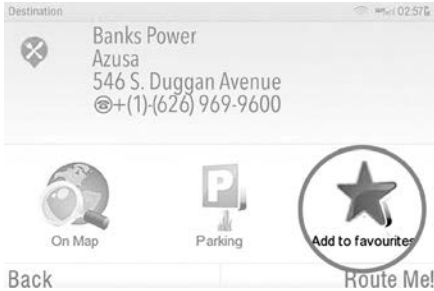 Destination
02:57
Banks Power
Azusa
546 S. Duggan Avenue
☎+(1)-(626) 969-9600
On Map
Parking
Add to favourites
Back
Route Me!